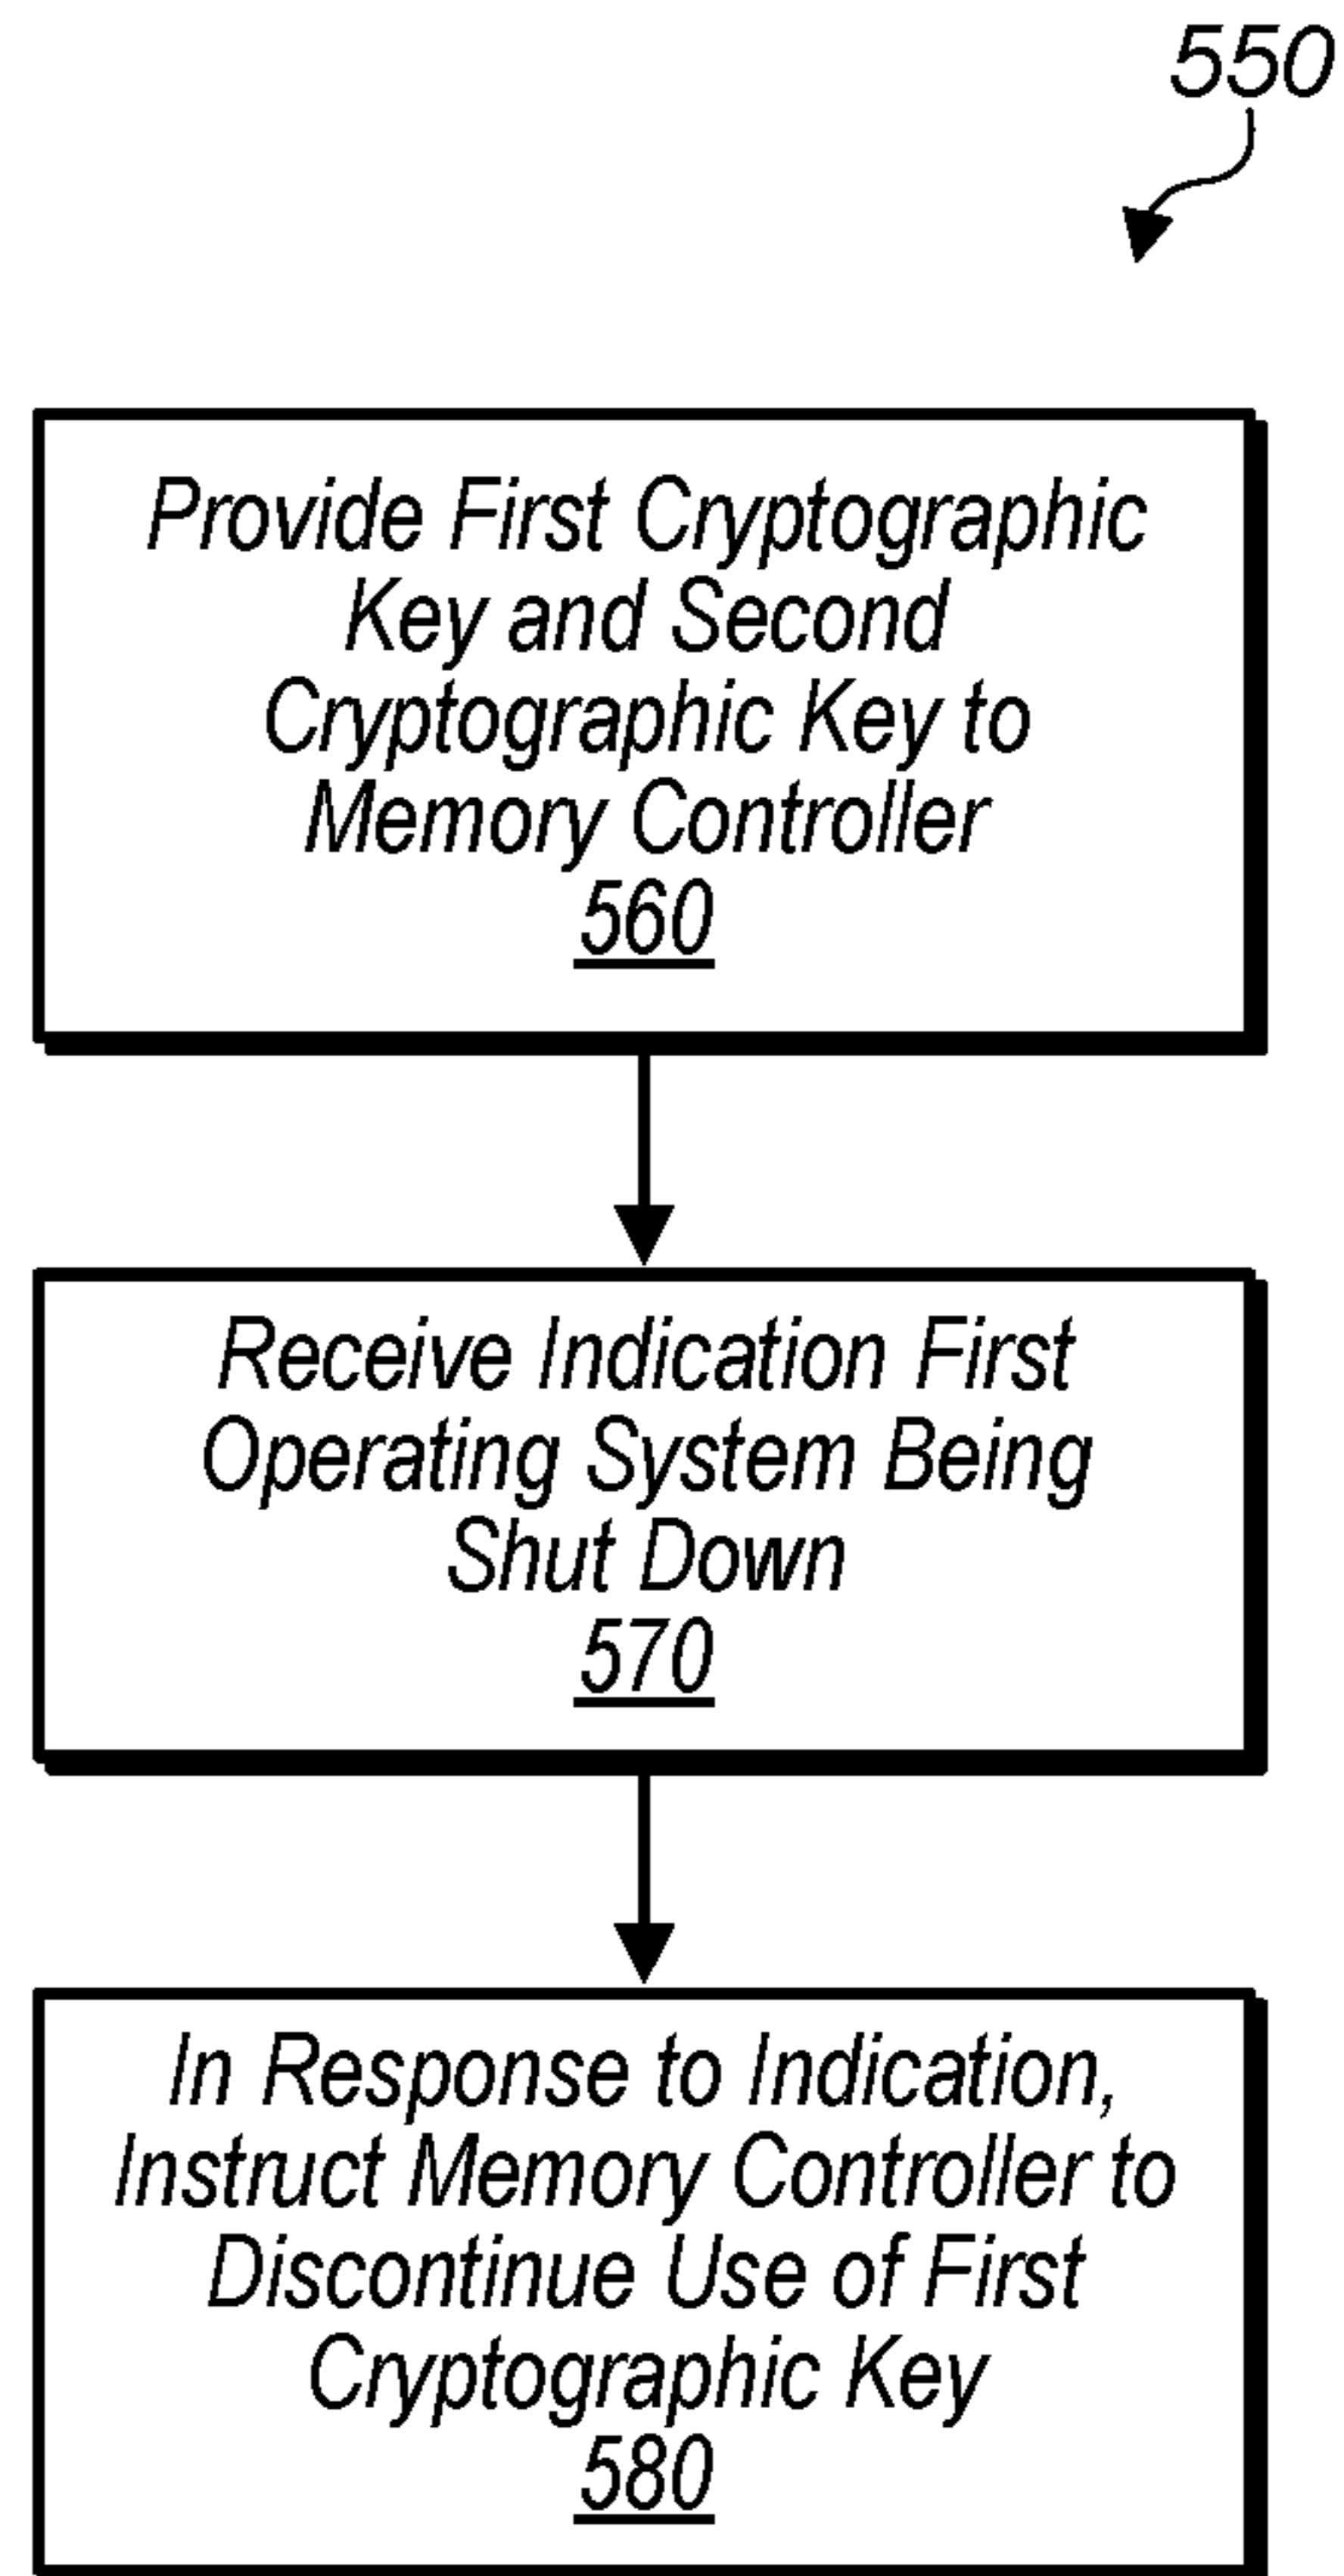 550
Provide First Cryptographic
Key and Second
Cryptographic Key to
Memory Controller
560
Receive Indication First
Operating System Being
Shut Down
570
In Response to Indication,
Instruct Memory Controller to
Discontinue Use of First
Cryptographic Key
580